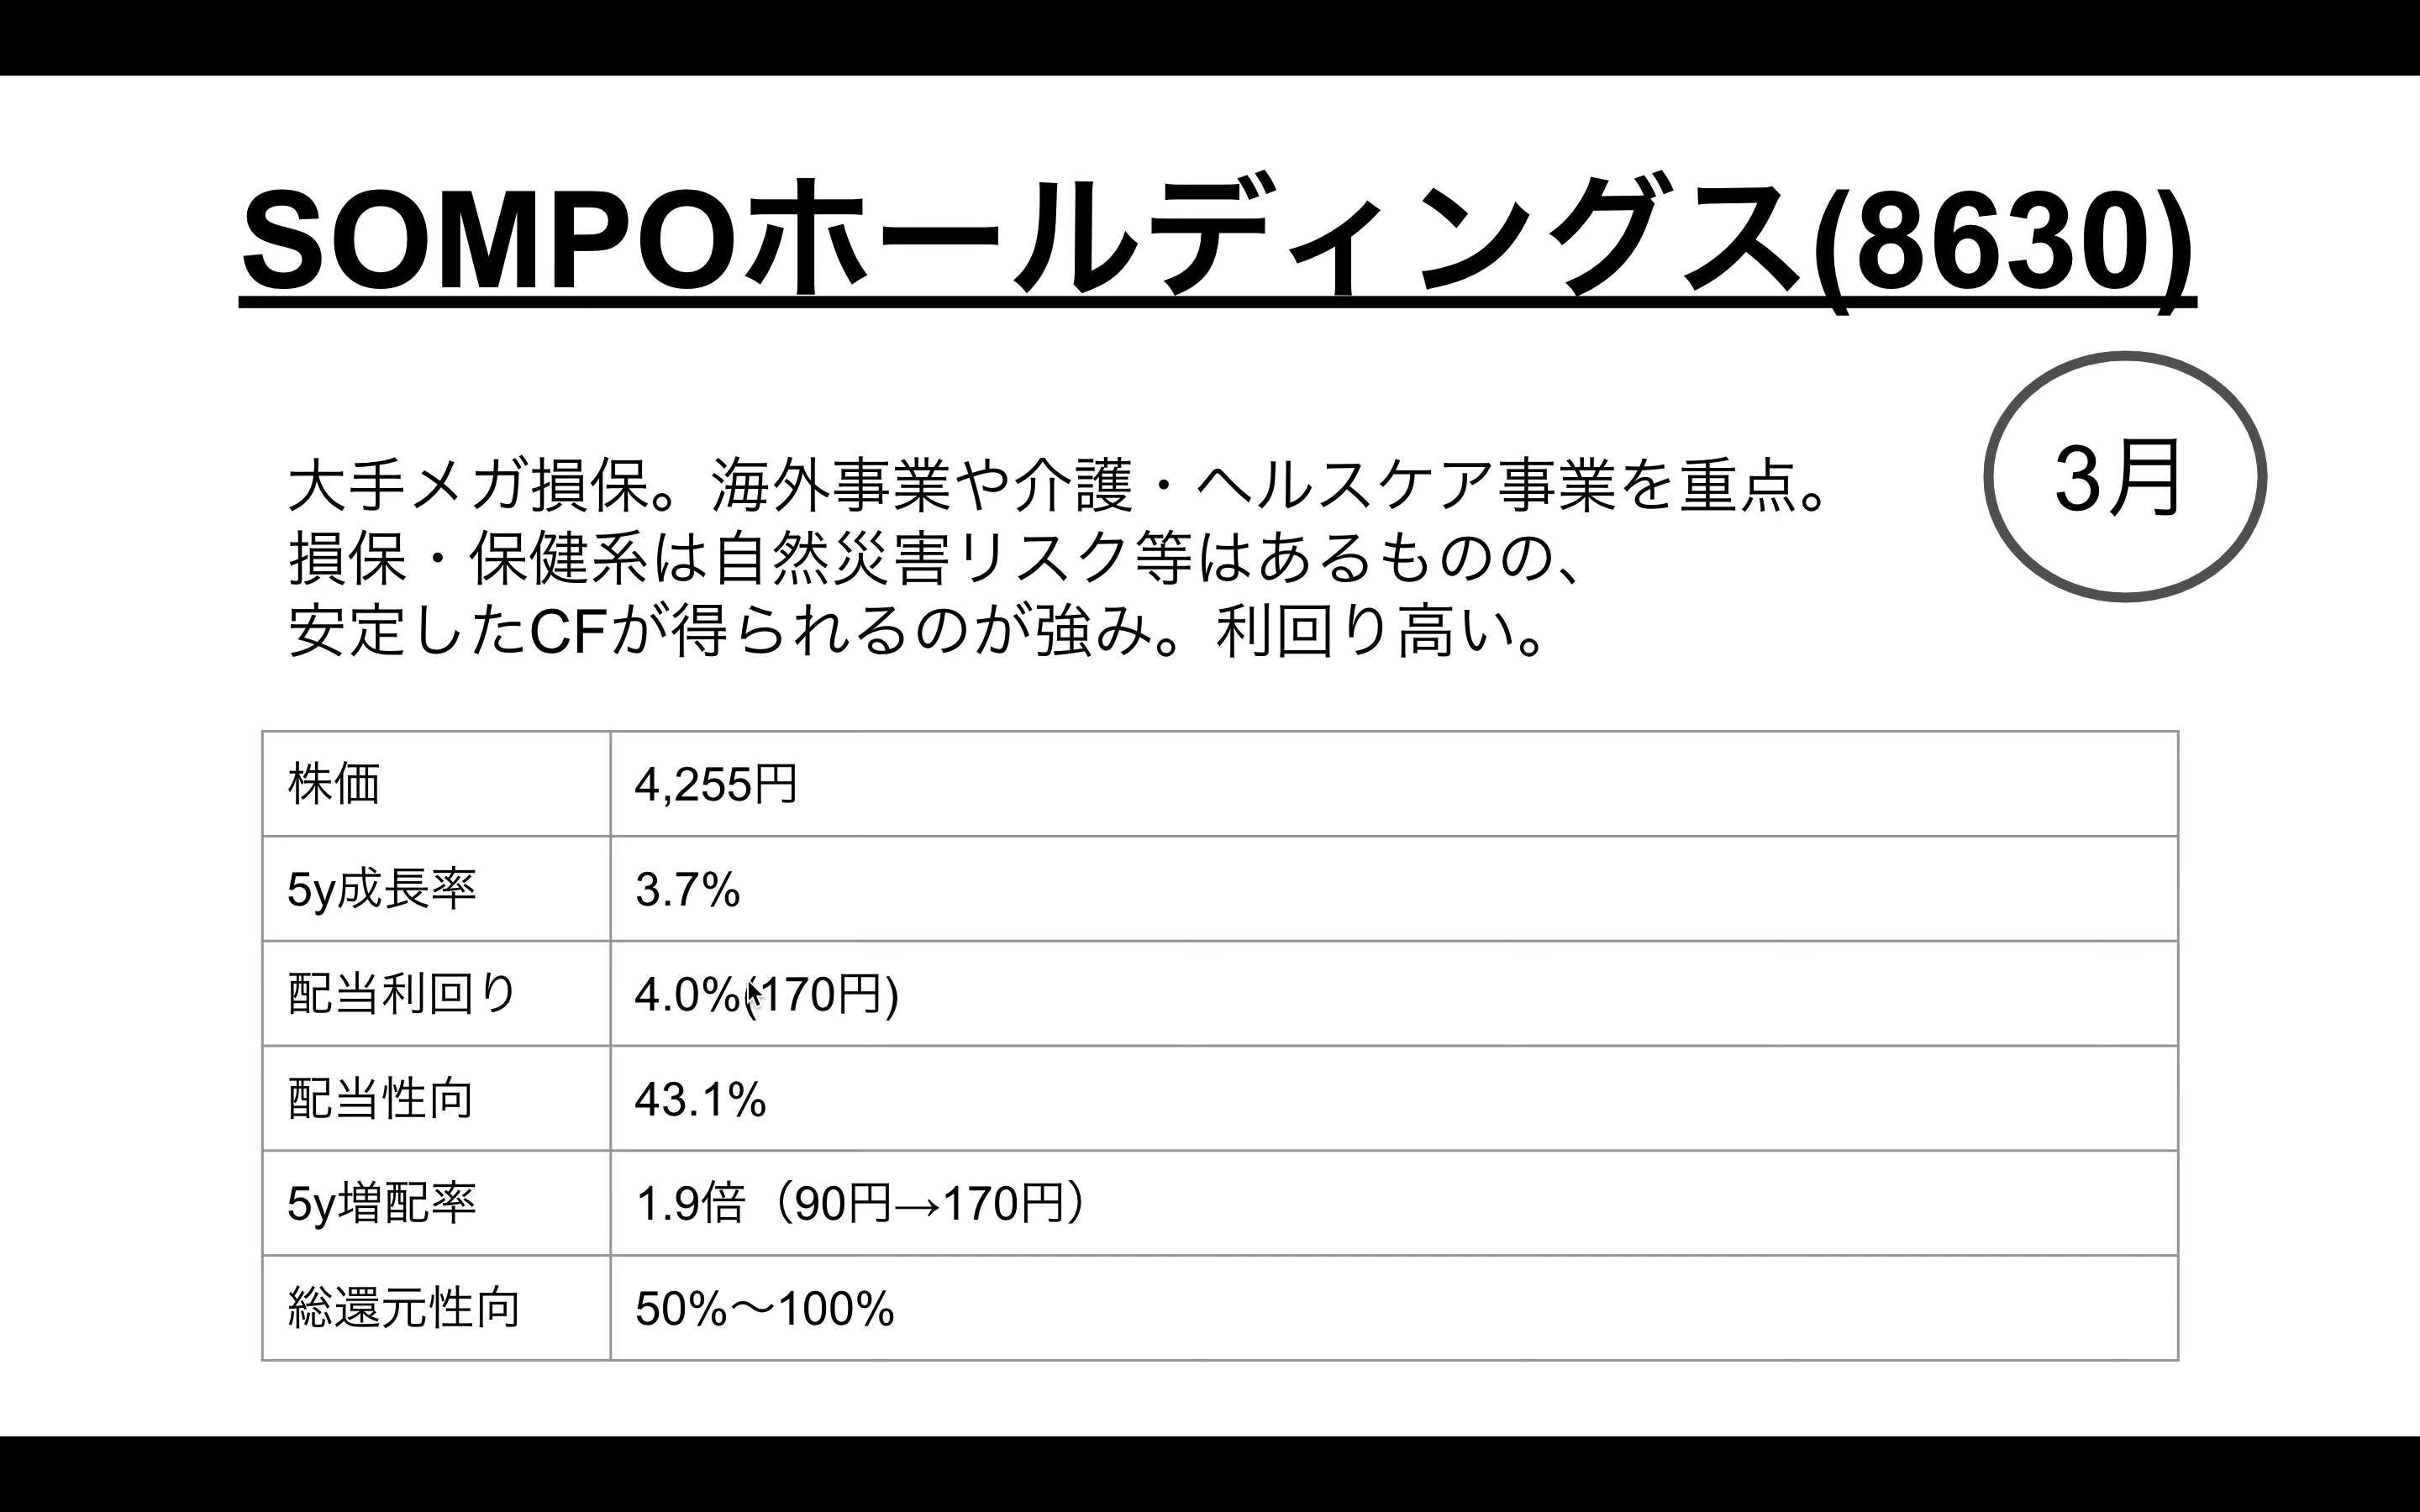 SOMPOホールディングス(8630)
3月
大手メガ損保。海外事業や介護・ヘルスケア事業を重点。
損保・保健系は自然災害リスク等はあるものの、
安定したCFが得られるのが強み。利回り高い。
株価 4,255円
5y成長率 3.7%
配当利回り 4.0%(170円)
配当性向 43.1%
5y増配率 1.9倍（90円→170円）
総還元性向 50%〜100%